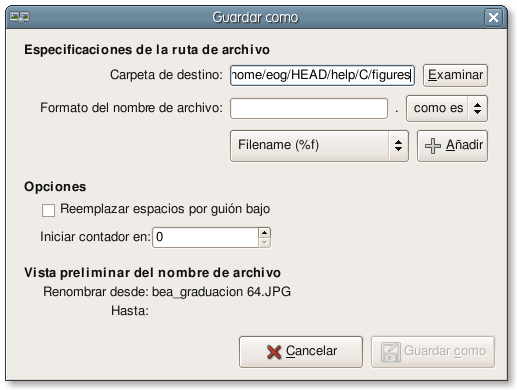 Guardar como
Especificaciones de la ruta de archivo
Carpeta de destino: home/eog/HEAD/help/C/figures Examinar
Formato del nombre de archivo: . como es
Filename (%f) Añadir
Opciones
Reemplazar espacios por guión bajo
Iniciar contador en: 0
Vista preliminar del nombre de archivo
Renombrar desde: bea_graduacion 64.JPG
Hasta:
Cancelar Guardar como